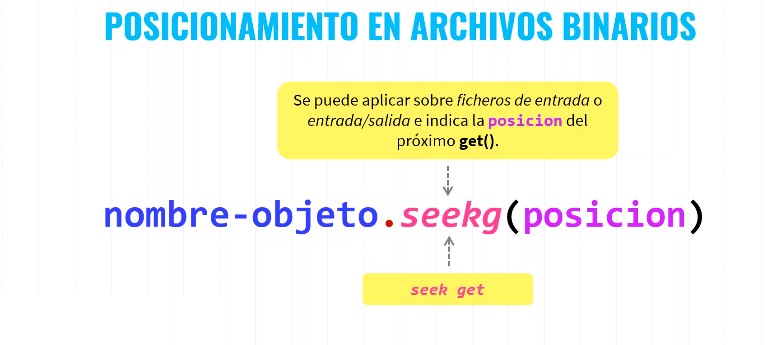 POSICIONAMIENTO EN ARCHIVOS BINARIOS
Se puede aplicar sobre ficheros de entrada o
entrada/salida e indica la posicion del
próximo get().
nombre-objeto.seekg(posicion)
seek get